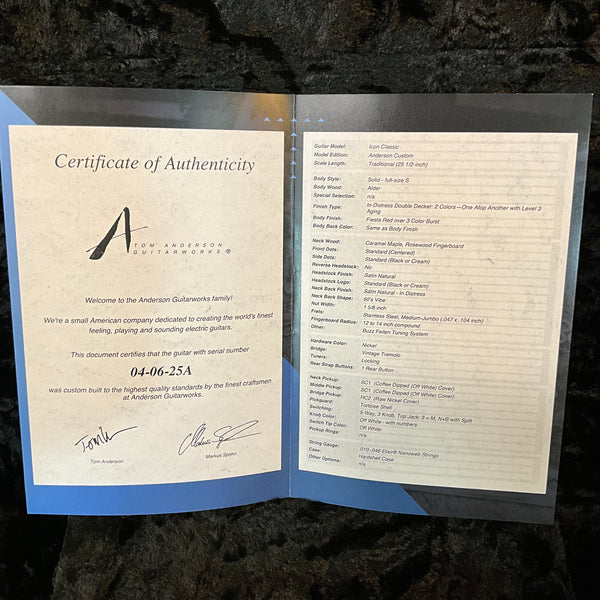 Certificate of Authenticity
A
TOM ANDERSON
GUITARWORKS ®
Welcome to the Anderson Guitarworks family!
We're a small American company dedicated to creating the world's finest
feeling, playing and sounding electric guitars.
This document certifies that the guitar with serial number
04-06-25A
was custom built to the highest quality standards by the finest craftsmen
at Anderson Guitarworks.
Tom Anderson
Markus Spohn
Guitar Model: Icon Classic
Model Edition: Anderson Custom
Scale Length: Traditional (25 1/2-inch)
Body Style: Solid - full-size S
Body Wood: Alder
Special Selection: n/a
Finish Type: In-Distress Double Decker: 2 Colors—One Atop Another with Level 3
Aging
Body Finish: Fiesta Red over 3 Color Burst
Body Back Color: Same as Body Finish
Neck Wood: Caramel Maple, Rosewood Fingerboard
Front Dots: Standard (Centered)
Side Dots: Standard (Black or Cream)
Reverse Headstock: No
Headstock Finish: Satin Natural
Headstock Logo: Standard (Black or Cream)
Neck Back Finish: Satin Natural - In Distress
Neck Back Shape: 60's Vibe
Nut Width: 1 5/8 inch
Frets: Stainless Steel, Medium-Jumbo (.047 x .104 inch)
Fingerboard Radius: 12 to 14 inch compound
Other: Buzz Feiten Tuning System
Hardware Color: Nickel
Bridge: Vintage Tremolo
Tuners: Locking
Rear Strap Buttons: 1 Rear Button
Neck Pickup: SC1 (Coffee Dipped (Off White) Cover)
Middle Pickup: SC1 (Coffee Dipped (Off White) Cover)
Bridge Pickup: HC2 (Raw Nickel Cover)
Pickguard: Tortoise Shell
Switching: 5-Way, 3 Knob, Top Jack: 3 = M, N+B with Split
Knob Color: Off White - with numbers
Switch Tip Color: Off White
Pickup Rings: n/a
String Gauge: .010-.046 Elixir® Nanoweb Strings
Case: Hardshell Case
Other Options: n/a